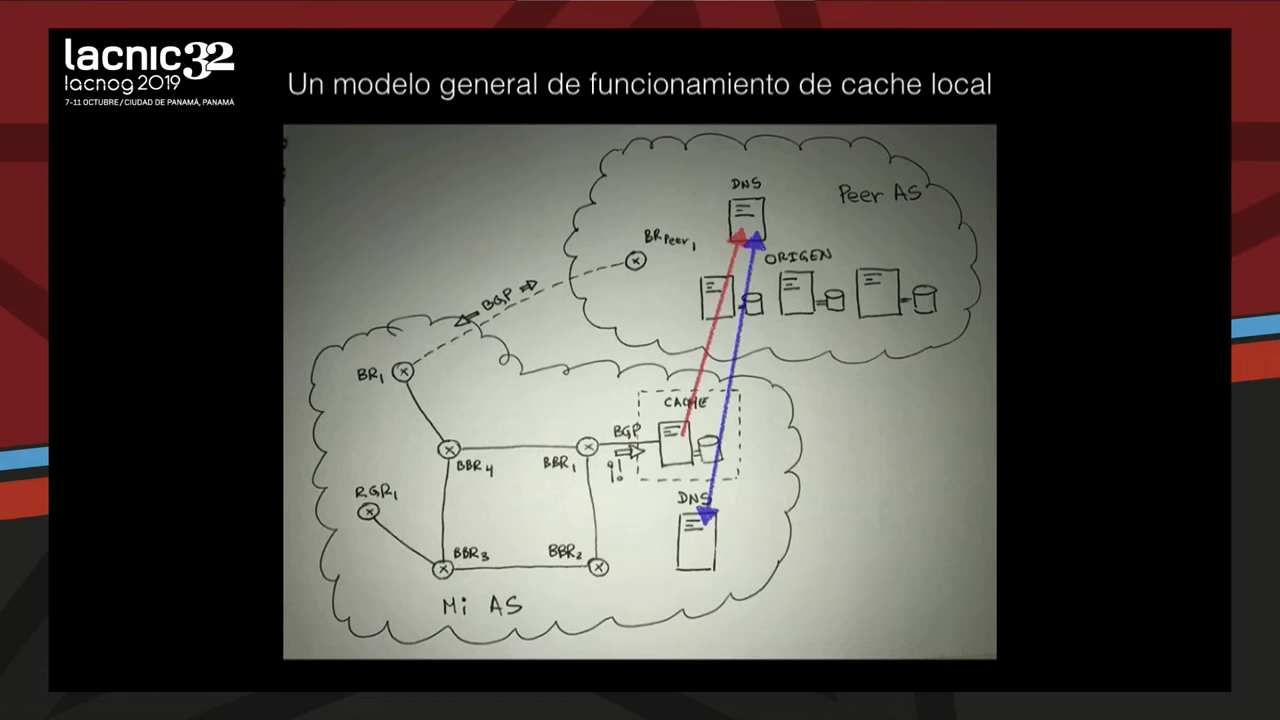 lacnic32
lacnog 2019
7-11 OCTUBRE / CIUDAD DE PANAMÁ, PANAMÁ
Un modelo general de funcionamiento de cache local
DNS
Peer AS
BRPeer1
ORIGEN
BGP
BR1
CACHE
BGP
¡!
BBR4
BBR1
RGR1
DNS
BBR3
BBR2
Mi AS